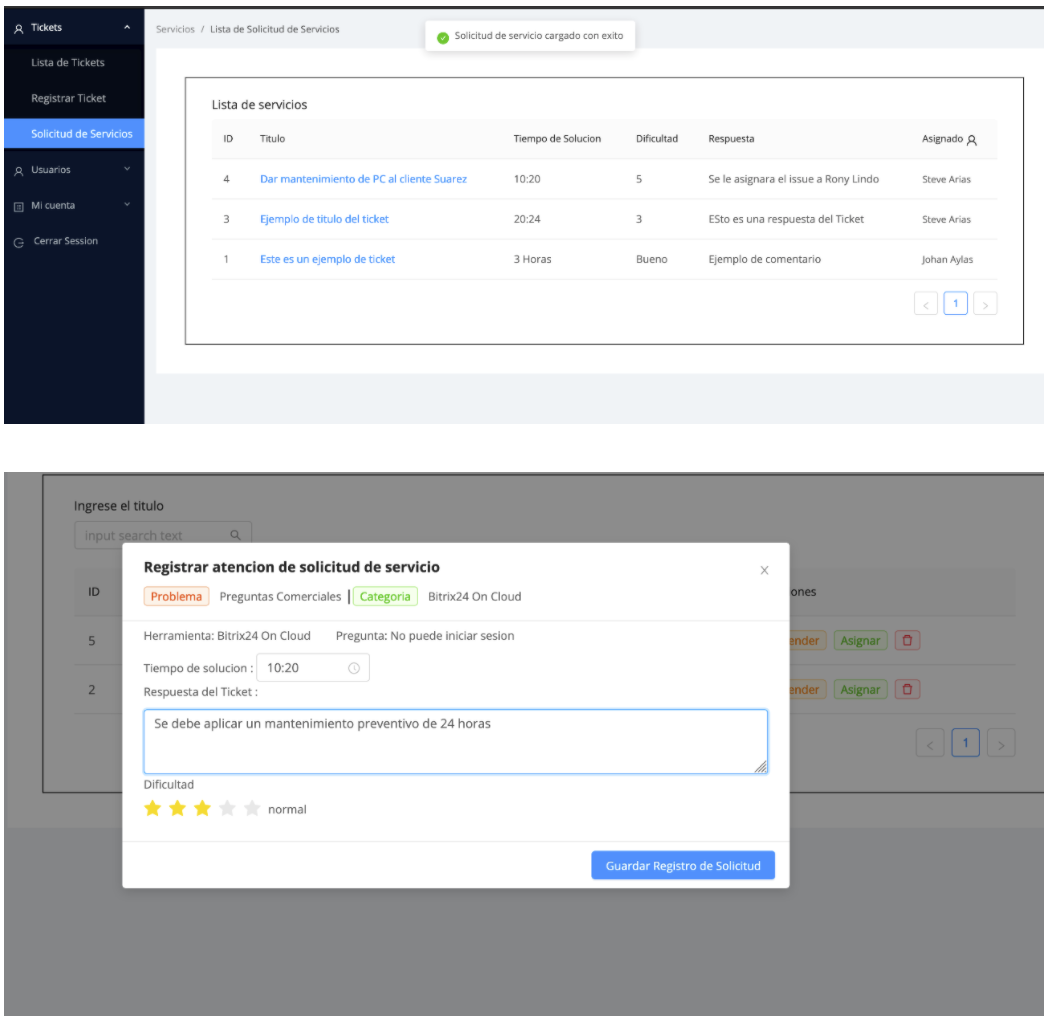 Tickets
Servicios / Lista de Solicitud de Servicios
Solicitud de servicio cargado con exito
Lista de Tickets
Registrar Ticket
Solicitud de Servicios
Usuarios
Mi cuenta
Cerrar Session
Lista de servicios
ID Titulo Tiempo de Solucion Dificultad Respuesta Asignado
4 Dar mantenimiento de PC al cliente Suarez 10:20 5 Se le asignara el issue a Rony Lindo Steve Arias
3 Ejemplo de titulo del ticket 20:24 3 ESto es una respuesta del Ticket Steve Arias
1 Este es un ejemplo de ticket 3 Horas Bueno Ejemplo de comentario Johan Aylas
< 1 >
Ingrese el titulo
input search text
Registrar atencion de solicitud de servicio
Problema Preguntas Comerciales | Categoria Bitrix24 On Cloud
ID ones
Herramienta: Bitrix24 On Cloud Pregunta: No puede iniciar sesion
5 ender Asignar
Tiempo de solucion : 10:20
Respuesta del Ticket :
2 ender Asignar
Se debe aplicar un mantenimiento preventivo de 24 horas
< 1 >
Dificultad
normal
Guardar Registro de Solicitud